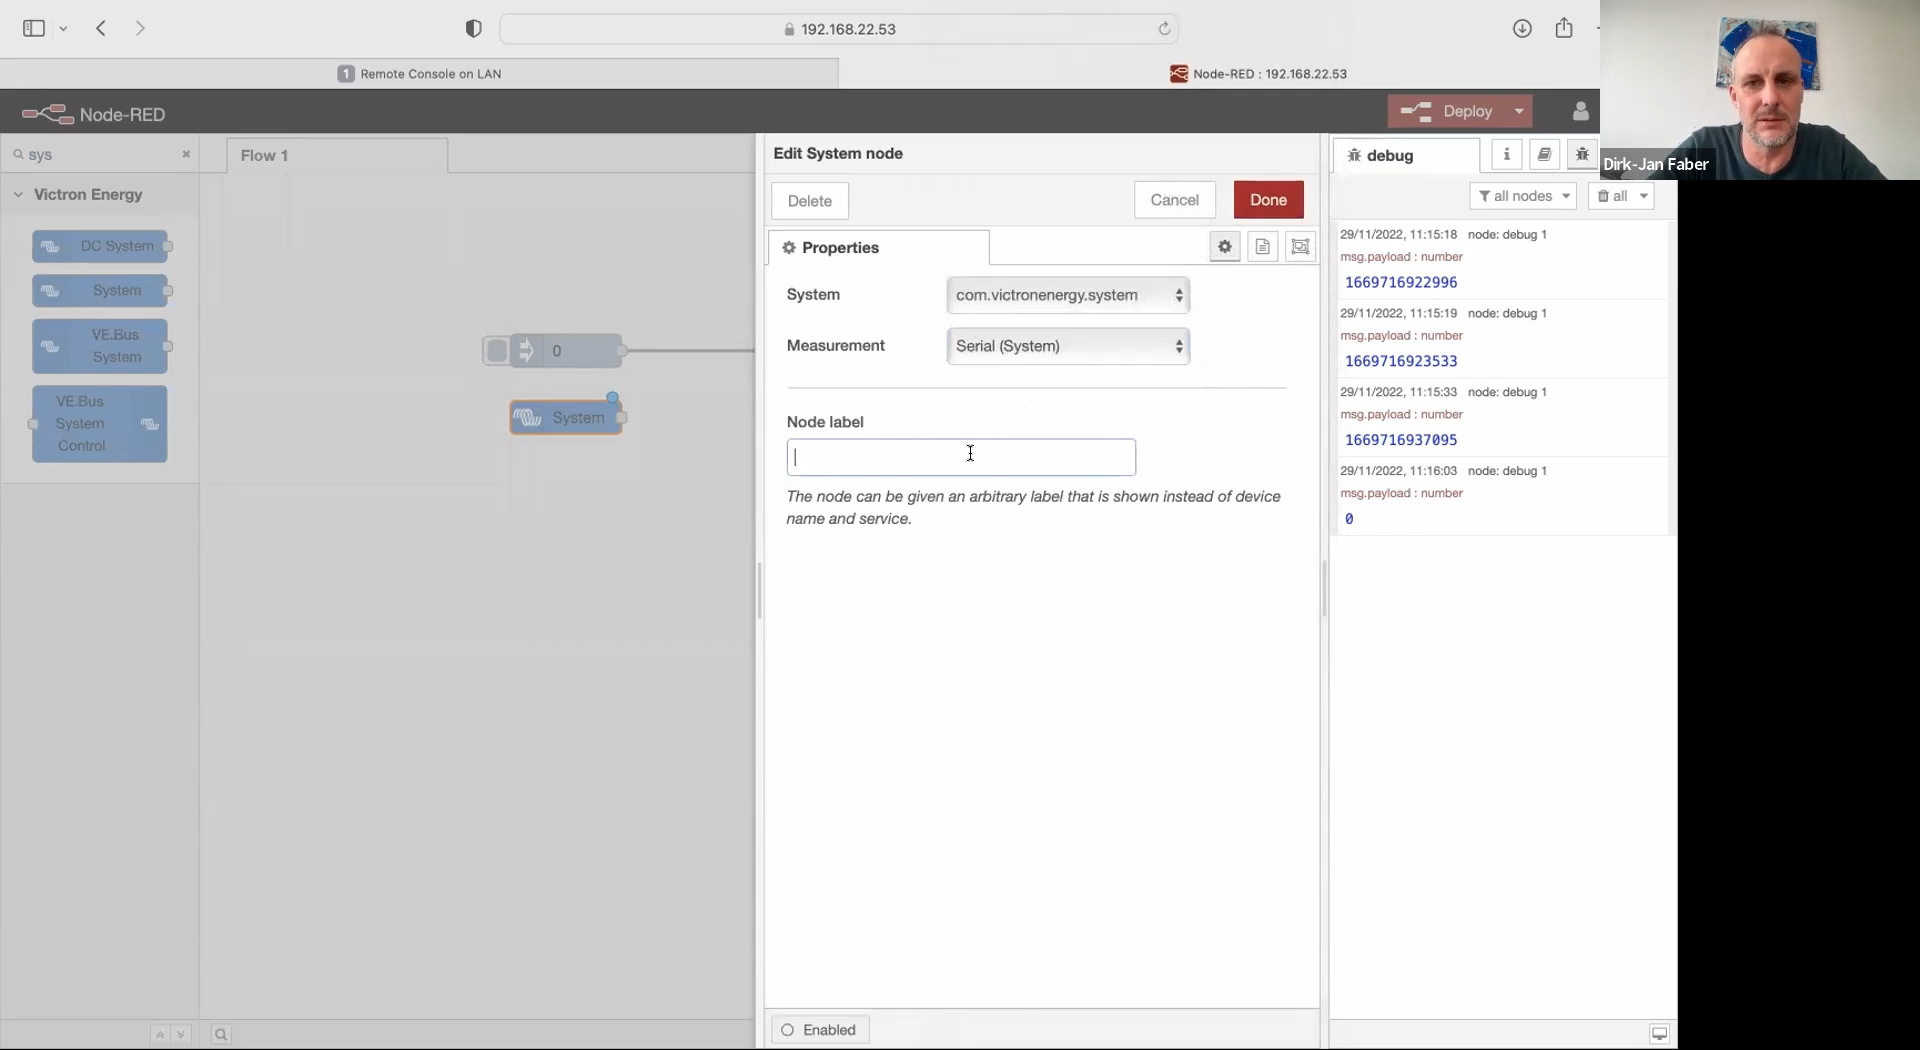 192.168.22.53
1 Remote Console on LAN
Node-RED : 192.168.22.53
Node-RED
Deploy
Dirk-Jan Faber
sys
Flow 1
Edit System node
debug
i
Delete
Cancel
Done
all nodes
all
Victron Energy
Properties
DC System
System
VE.Bus
System
VE.Bus
System
Control
0
System
System
com.victronenergy.system
Measurement
Serial (System)
Node label
The node can be given an arbitrary label that is shown instead of device
name and service.
Enabled
29/11/2022, 11:15:18 node: debug 1
msg.payload : number
1669716922996
29/11/2022, 11:15:19 node: debug 1
msg.payload : number
1669716923533
29/11/2022, 11:15:33 node: debug 1
msg.payload : number
1669716937095
29/11/2022, 11:16:03 node: debug 1
msg.payload : number
0